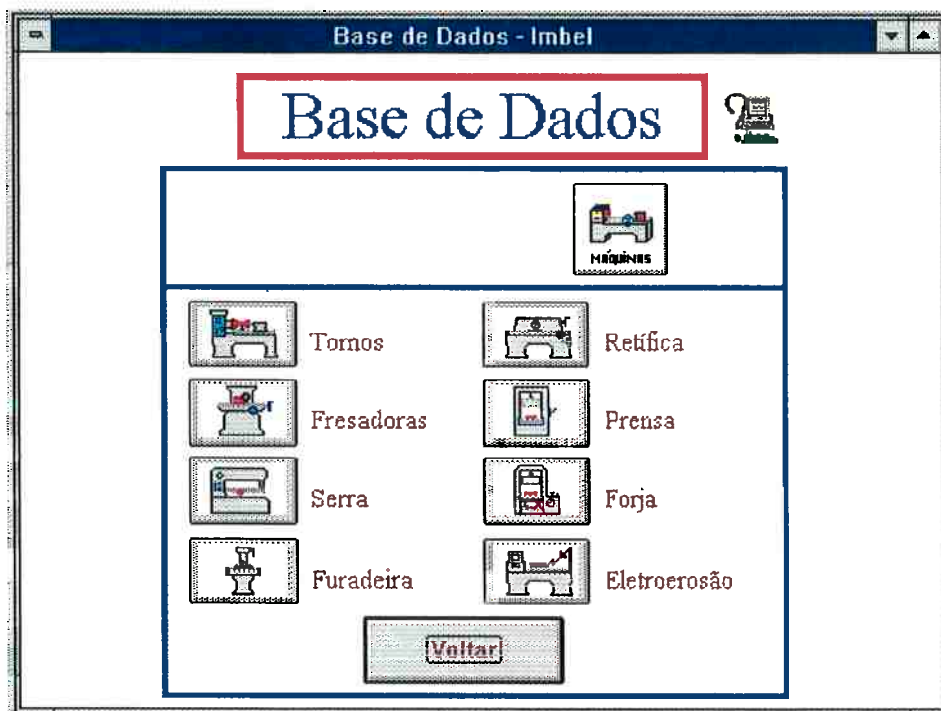 Base de Dados - Imbel
Base de Dados
MÁQUINAS
Tornos
Retífica
Fresadoras
Prensa
Serra
Forja
Furadeira
Eletroerosão
Voltar